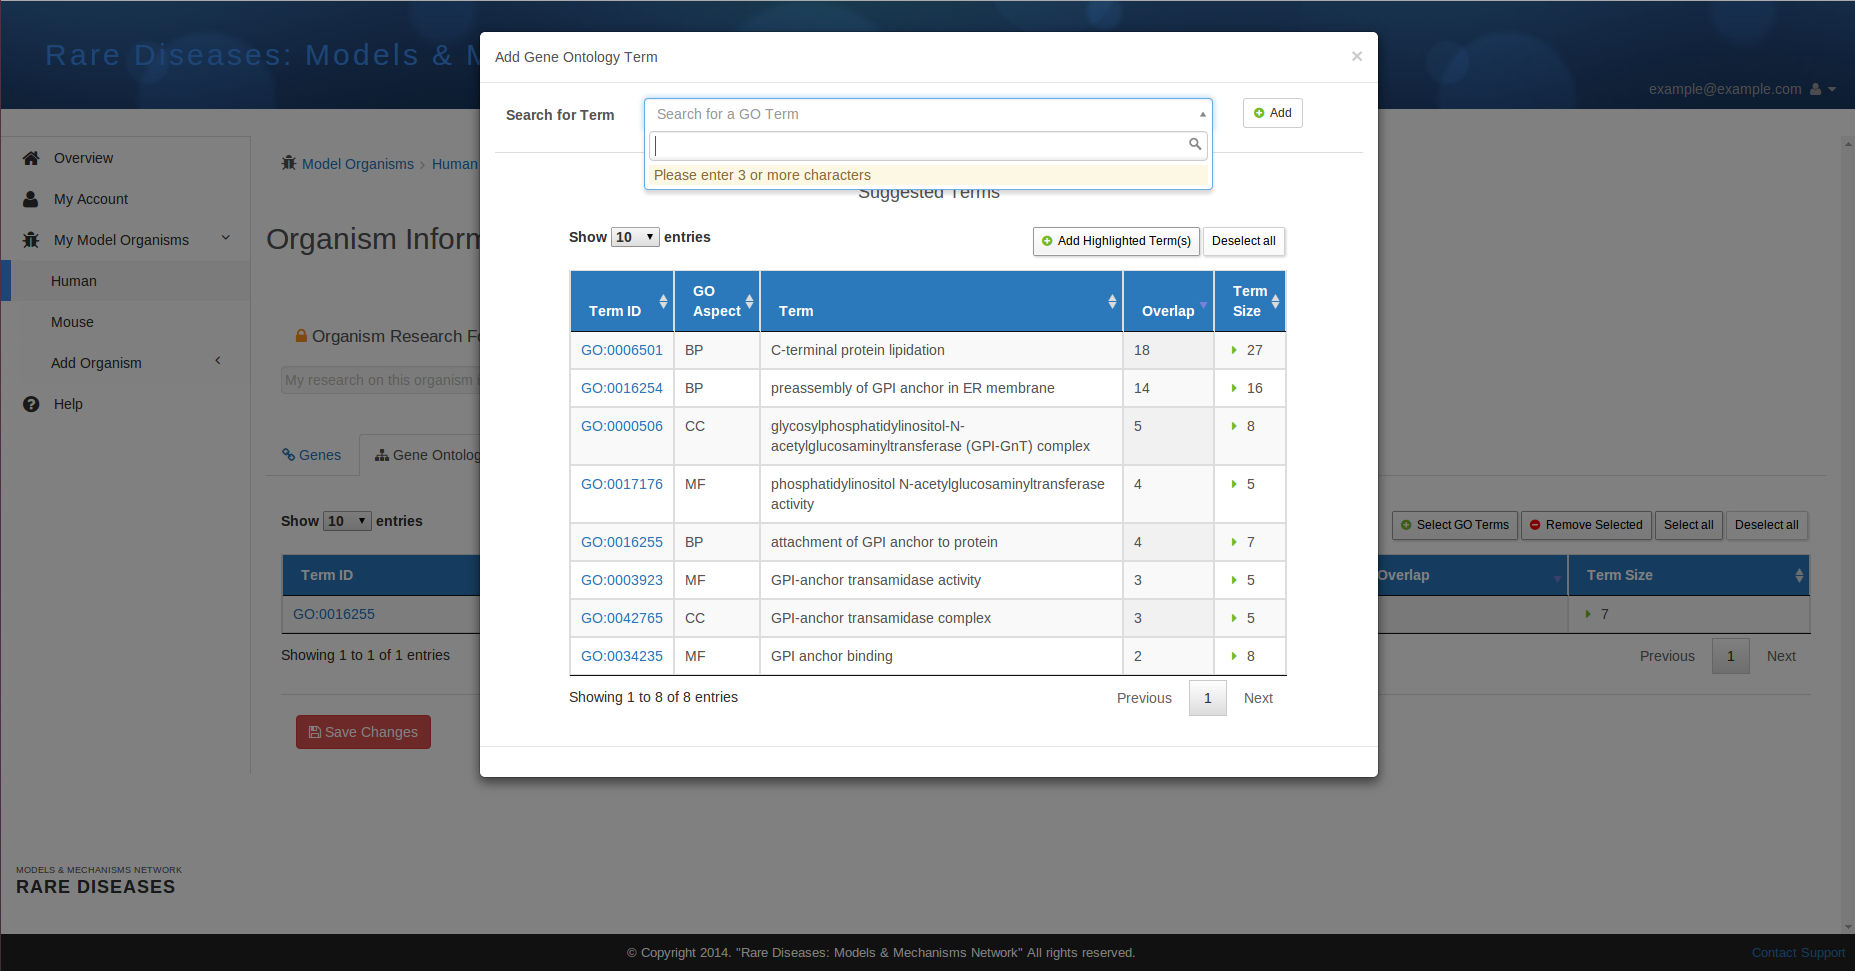 Rare Diseases: Models & M
example@example.com
Add Gene Ontology Term
×
Search for Term
Search for a GO Term
Add
Please enter 3 or more characters
Suggested Terms
Show 10 entries
Add Highlighted Term(s)
Deselect all
Term ID GO Aspect Term Overlap Term Size
GO:0006501 BP C-terminal protein lipidation 18 27
GO:0016254 BP preassembly of GPI anchor in ER membrane 14 16
GO:0000506 CC glycosylphosphatidylinositol-N- 5 8
acetylglucosaminyltransferase (GPI-GnT) complex
GO:0017176 MF phosphatidylinositol N-acetylglucosaminyltransferase 4 5
activity
GO:0016255 BP attachment of GPI anchor to protein 4 7
GO:0003923 MF GPI-anchor transamidase activity 3 5
GO:0042765 CC GPI-anchor transamidase complex 3 5
GO:0034235 MF GPI anchor binding 2 8
Showing 1 to 8 of 8 entries
Previous 1 Next
Overview
My Account
My Model Organisms
Human
Mouse
Add Organism
Help
Model Organisms > Human
Organism Inform
Organism Research Fo
My research on this organism
Genes
Gene Ontolog
Show 10 entries
Select GO Terms
Remove Selected
Select all
Deselect all
Term ID Overlap Term Size
GO:0016255 7
Showing 1 to 1 of 1 entries
Previous 1 Next
Save Changes
MODELS & MECHANISMS NETWORK
RARE DISEASES
© Copyright 2014. "Rare Diseases: Models & Mechanisms Network" All rights reserved.
Contact Support